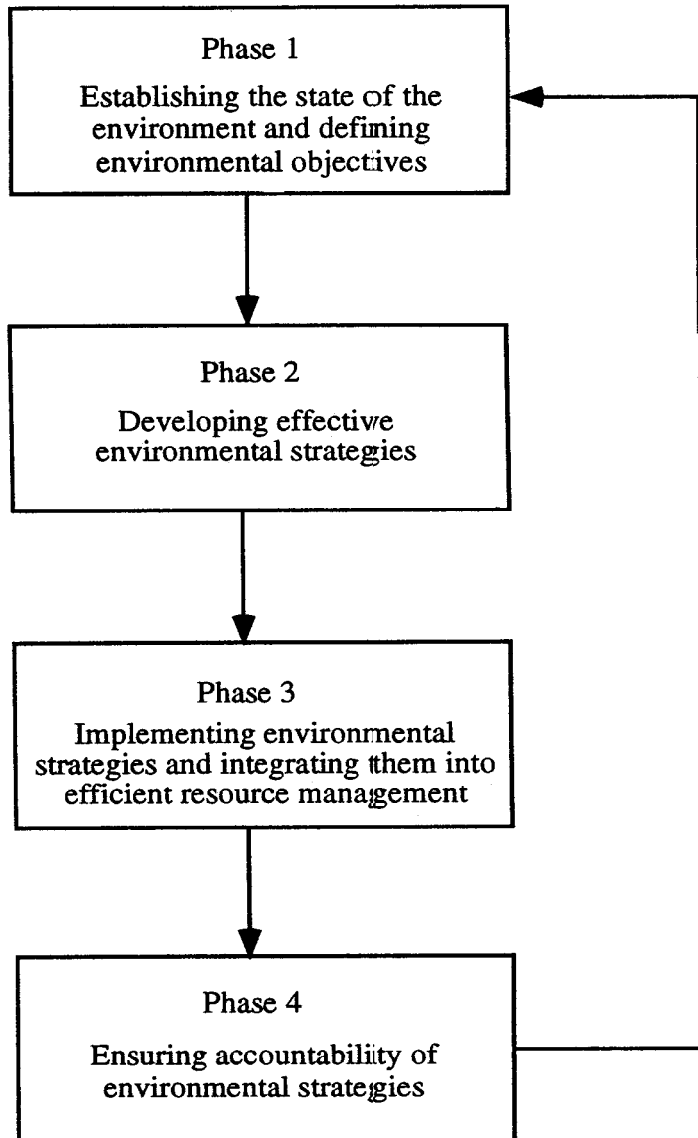 Phase 1
Establishing the state of the
environment and defining
environmental objectives
Phase 2
Developing effective
environmental strategies
Phase 3
Implementing environmental
strategies and integrating them into
efficient resource management
Phase 4
Ensuring accountability of
environmental strategies